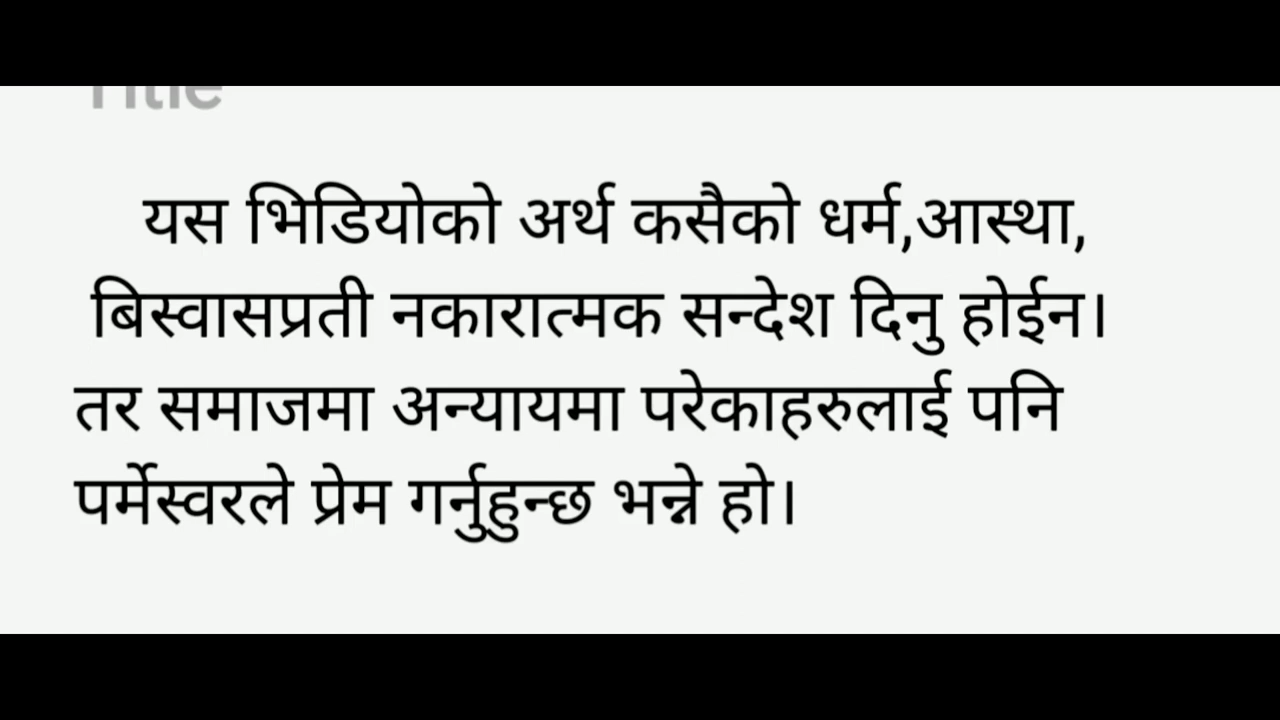 Title
यस भिडियोको अर्थ कसैको धर्म,आस्था,
बिस्वासप्रती नकारात्मक सन्देश दिनु होईन।
तर समाजमा अन्यायमा परेकाहरुलाई पनि
पर्मेस्वरले प्रेम गर्नुहुन्छ भन्ने हो।